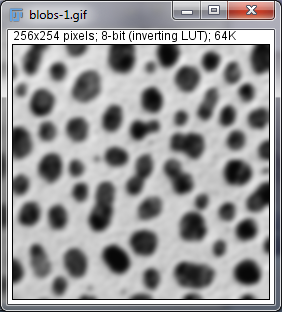 blobs-1.gif
256x254 pixels; 8-bit (inverting LUT); 64K